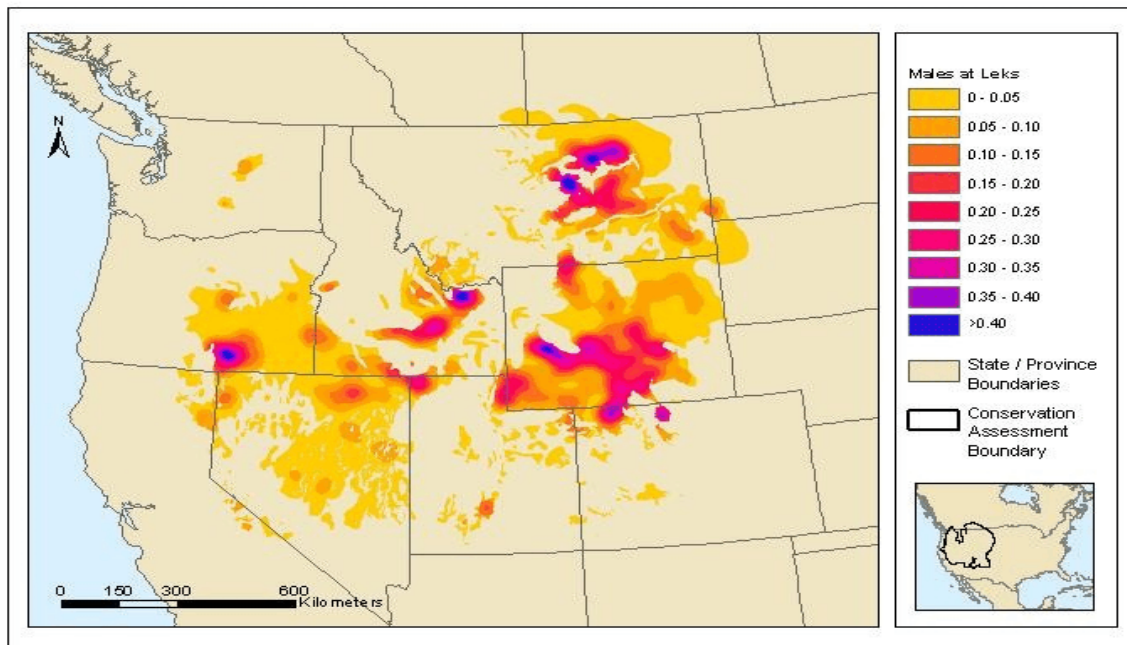 N
0 150 300 600
Kilometers
Males at Leks
0 - 0.05
0.05 - 0.10
0.10 - 0.15
0.15 - 0.20
0.20 - 0.25
0.25 - 0.30
0.30 - 0.35
0.35 - 0.40
>0.40
State / Province
Boundaries
Conservation
Assessment
Boundary